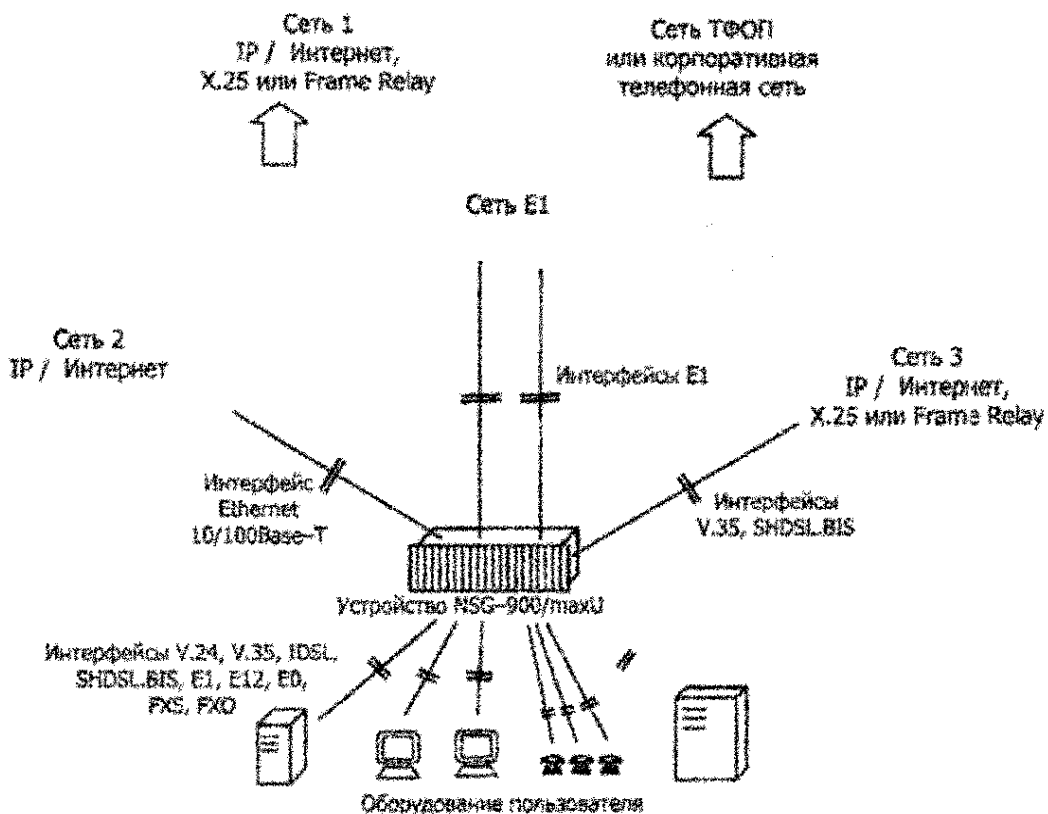 Сеть 1
IP / Интернет,
X.25 или Frame Relay
Сеть ТФОП
или корпоративная
телефонная сеть
Сеть E1
Сеть 2
IP / Интернет
Интерфейсы E1
Сеть 3
IP / Интернет,
X.25 или Frame Relay
Интерфейс
Ethernet
10/100Base-T
Интерфейсы
V.35, SHDSL.BIS
Устройство NSG-900/maxU
Интерфейсы V.24, V.35, IDSL,
SHDSL.BIS, E1, E12, E0,
FXS, FXO
Оборудование пользователя